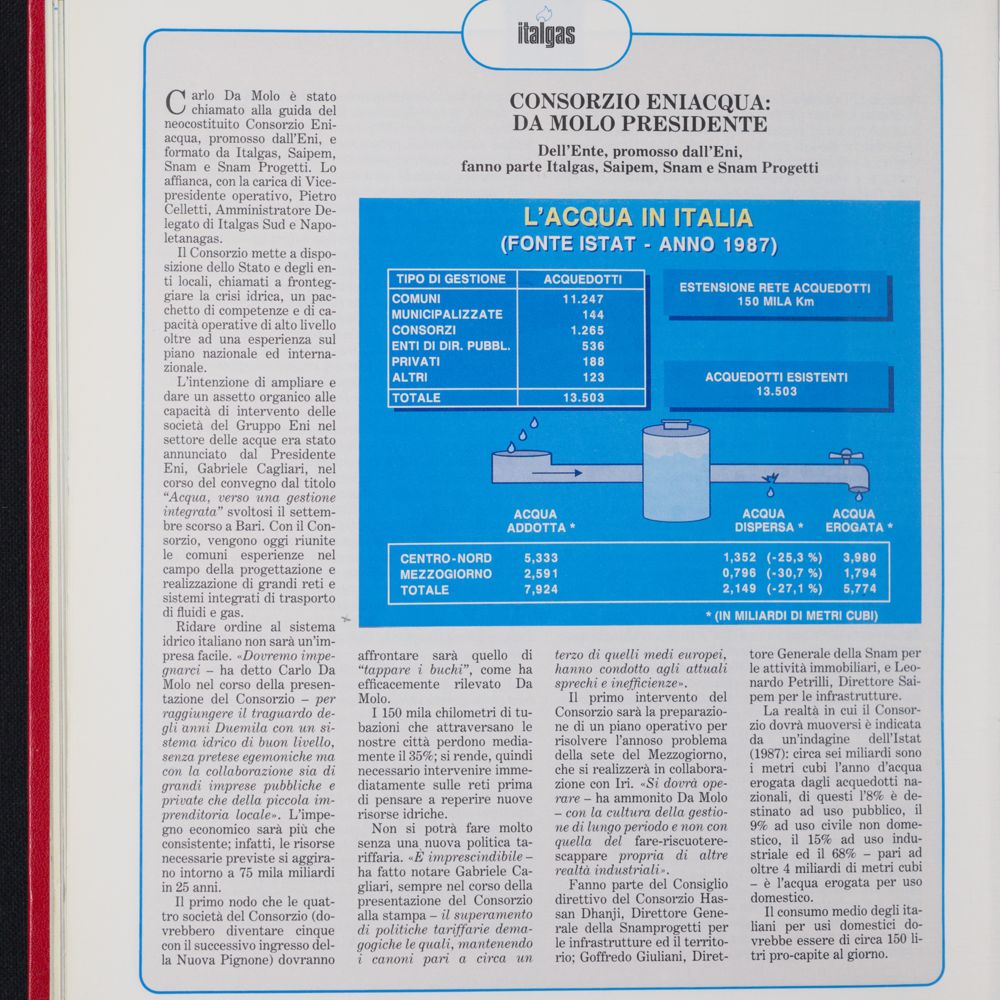 italgas
CONSORZIO ENIACQUA:
DA MOLO PRESIDENTE
Dell'Ente, promosso dall'Eni,
fanno parte Italgas, Saipem, Snam e Snam Progetti
Carlo Da Molo è stato
chiamato alla guida del
neocostituito Consorzio Eni-
acqua, promosso dall'Eni, e
formato da Italgas, Saipem,
Snam e Snam Progetti. Lo
affianca, con la carica di Vice-
presidente operativo, Pietro
Celletti, Amministratore De-
legato di Italgas Sud e Napo-
letanagas.
Il Consorzio mette a dispo-
sizione dello Stato e degli en-
ti locali, chiamati a fronteg-
giare la crisi idrica, un pac-
chetto di competenze e di ca-
pacità operative di alto livello
oltre ad una esperienza sul
piano nazionale ed interna-
zionale.
L'intenzione di ampliare e
dare un assetto organico alle
capacità di intervento delle
società del Gruppo Eni nel
settore delle acque era stato
annunciato dal Presidente
Eni, Gabriele Cagliari, nel
corso del convegno dal titolo
"Acqua, verso una gestione
integrata" svoltosi il settem-
bre scorso a Bari. Con il Con-
sorzio, vengono oggi riunite
le comuni esperienze nel
campo della progettazione e
realizzazione di grandi reti e
sistemi integrati di trasporto
di fluidi e gas.
Ridare ordine al sistema
idrico italiano non sarà un'im-
presa facile. «Dovremo impe-
gnarci – ha detto Carlo Da
Molo nel corso della presen-
tazione del Consorzio – per
raggiungere il traguardo de-
gli anni Duemila con un si-
stema idrico di buon livello,
senza pretese egemoniche ma
con la collaborazione sia di
grandi imprese pubbliche e
private che della piccola im-
prenditoria locale». L'impe-
gno economico sarà più che
consistente; infatti, le risorse
necessarie previste si aggira-
no intorno a 75 mila miliardi
in 25 anni.
Il primo nodo che le quat-
tro società del Consorzio (do-
vrebbero diventare cinque
con il successivo ingresso del-
la Nuova Pignone) dovranno
L'ACQUA IN ITALIA
(FONTE ISTAT - ANNO 1987)
TIPO DI GESTIONE ACQUEDOTTI
COMUNI 11.247
MUNICIPALIZZATE 144
CONSORZI 1.265
ENTI DI DIR. PUBBL. 536
PRIVATI 188
ALTRI 123
TOTALE 13.503
ESTENSIONE RETE ACQUEDOTTI
150 MILA Km
ACQUEDOTTI ESISTENTI
13.503
ACQUA
ADDOTTA *
ACQUA
DISPERSA *
ACQUA
EROGATA *
CENTRO-NORD 5,333 1,352 (-25,3 %) 3,980
MEZZOGIORNO 2,591 0,796 (-30,7 %) 1,794
TOTALE 7,924 2,149 (-27,1 %) 5,774
* (IN MILIARDI DI METRI CUBI)
affrontare sarà quello di
"tappare i buchi", come ha
efficacemente rilevato Da
Molo.
I 150 mila chilometri di tu-
bazioni che attraversano le
nostre città perdono media-
mente il 35%; si rende, quindi
necessario intervenire imme-
diatamente sulle reti prima
di pensare a reperire nuove
risorse idriche.
Non si potrà fare molto
senza una nuova politica ta-
riffaria. «È imprescindibile –
ha fatto notare Gabriele Ca-
gliari, sempre nel corso della
presentazione del Consorzio
alla stampa – il superamento
di politiche tariffarie dema-
gogiche le quali, mantenendo
i canoni pari a circa un
terzo di quelli medi europei,
hanno condotto agli attuali
sprechi e inefficienze».
Il primo intervento del
Consorzio sarà la preparazio-
ne di un piano operativo per
risolvere l'annoso problema
della sete del Mezzogiorno,
che si realizzerà in collabora-
zione con Iri. «Si dovrà ope-
rare – ha ammonito Da Molo
– con la cultura della gestio-
ne di lungo periodo e non con
quella del fare-riscuotere-
scappare propria di altre
realtà industriali».
Fanno parte del Consiglio
direttivo del Consorzio Has-
san Dhanji, Direttore Gene-
rale della Snamprogetti per
le infrastrutture ed il territo-
rio; Goffredo Giuliani, Diret-
tore Generale della Snam per
le attività immobiliari, e Leo-
nardo Petrilli, Direttore Sai-
pem per le infrastrutture.
La realtà in cui il Consor-
zio dovrà muoversi è indicata
da un'indagine dell'Istat
(1987): circa sei miliardi sono
i metri cubi l'anno d'acqua
erogata dagli acquedotti na-
zionali, di questi l'8% è de-
stinato ad uso pubblico, il
9% ad uso civile non dome-
stico, il 15% ad uso indu-
striale ed il 68% – pari ad
oltre 4 miliardi di metri cubi
– è l'acqua erogata per uso
domestico.
Il consumo medio degli ita-
liani per usi domestici do-
vrebbe essere di circa 150 li-
tri pro-capite al giorno.